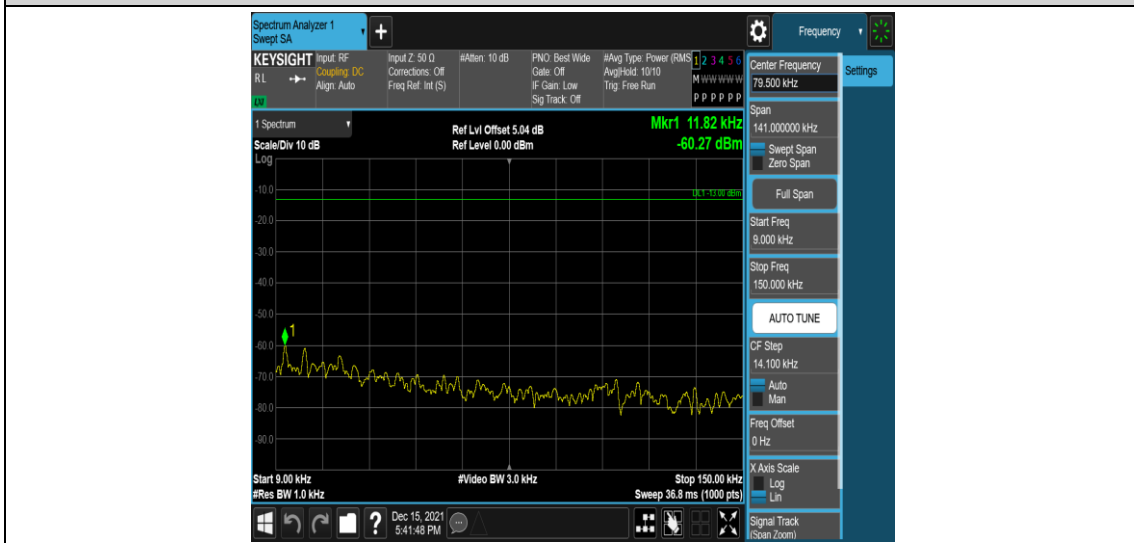 Spectrum Analyzer 1
Swept SA
+
Frequency
KEYSIGHT
RL
Input: RF
Coupling: DC
Align: Auto
Input Z: 50 Ω
Corrections: Off
Freq Ref: Int (S)
#Atten: 10 dB
PNO: Best Wide
Gate: Off
IF Gain: Low
Sig Track: Off
#Avg Type: Power (RMS
Avg|Hold: 10/10
Trig: Free Run
1 2 3 4 5 6
M W W W W W
P P P P P P
Center Frequency
79.500 kHz
Settings
Span
141.000000 kHz
Swept Span
Zero Span
Full Span
Start Freq
9.000 kHz
Stop Freq
150.000 kHz
AUTO TUNE
CF Step
14.100 kHz
Auto
Man
Freq Offset
0 Hz
X Axis Scale
Log
Lin
Signal Track
(Span Zoom)
1 Spectrum
Scale/Div 10 dB
Log
Ref Lvl Offset 5.04 dB
Ref Level 0.00 dBm
Mkr1 11.82 kHz
-60.27 dBm
DL1 -13.00 dBm
-10.0
-20.0
-30.0
-40.0
-50.0
-60.0
-70.0
-80.0
-90.0
1
Start 9.00 kHz
#Res BW 1.0 kHz
#Video BW 3.0 kHz
Stop 150.00 kHz
Sweep 36.8 ms (1000 pts)
?
Dec 15, 2021
5:41:48 PM